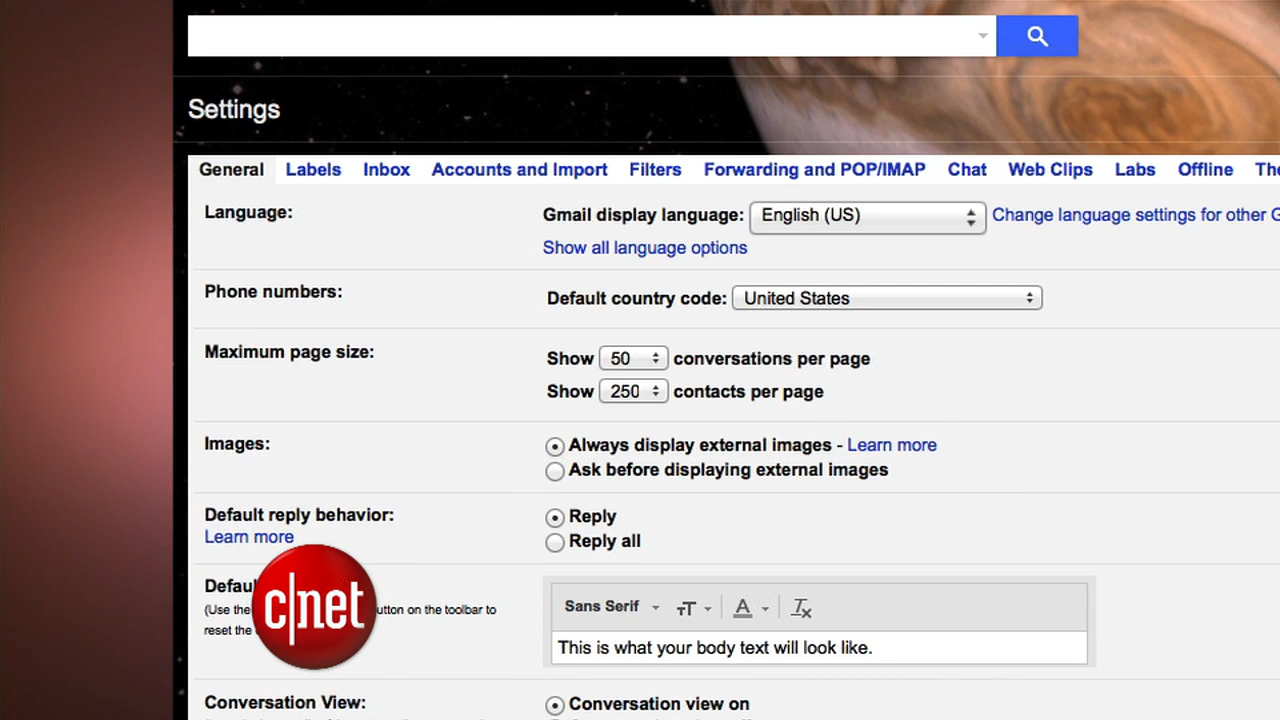 Settings
General Labels Inbox Accounts and Import Filters Forwarding and POP/IMAP Chat Web Clips Labs Offline
Language: Gmail display language: English (US) Change language settings for other G
Show all language options
Phone numbers: Default country code: United States
Maximum page size: Show 50 conversations per page
Show 250 contacts per page
Images: Always display external images - Learn more
Ask before displaying external images
Default reply behavior: Reply
Learn more Reply all
(Use the utton on the toolbar to
reset the
c|net
Sans Serif
This is what your body text will look like.
Conversation View: Conversation view on